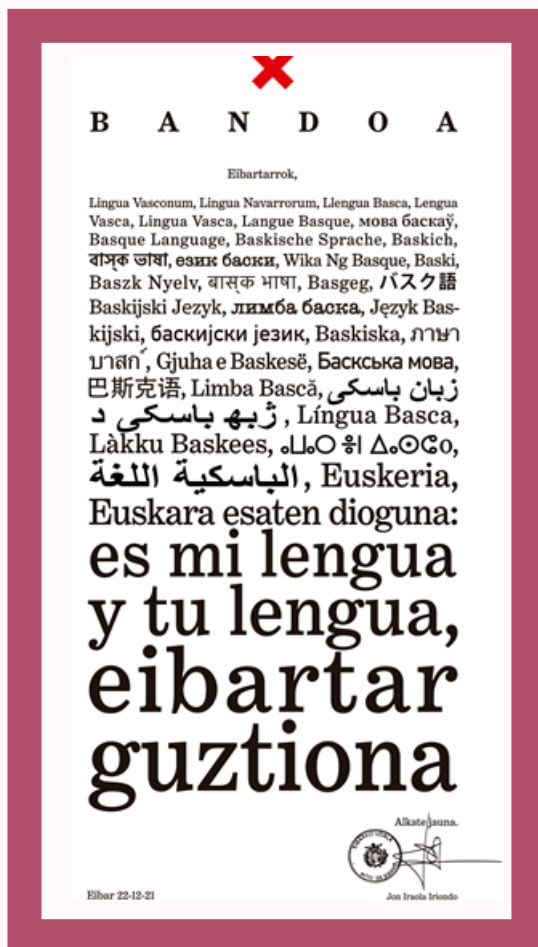 B A N D O A
Eibartarrok,
Lingua Vasconum, Lingua Navarrorum, Llengua Basca, Lengua
Vasca, Lingua Vasca, Langue Basque, мова баскаў,
Basque Language, Baskische Sprache, Baskich,
বাস্ক ভাষা, език баски, Wika Ng Basque, Baski,
Baszk Nyelv, बास्क भाषा, Basgeg, バスク語
Baskijski Jezyk, лимба баска, Język Bas-
kijski, баскијски језик, Baskiska, ภาษา
บาสก์, Gjuha e Baskesë, Баскська мова,
巴斯克语, Limba Bască, زبان باسکی
ژبھ باسکی د, Língua Basca,
Làkku Baskees, ⴰⵡⴰⵔ ⵏ ⴱⴰⵙⵛⴰ,
الباسكية اللغة, Euskeria,
Euskara esaten dioguna:
es mi lengua
y tu lengua,
eibartar
guztiona
Alkate jauna.
Eibar 22-12-21
Jon Iraola Iriondo